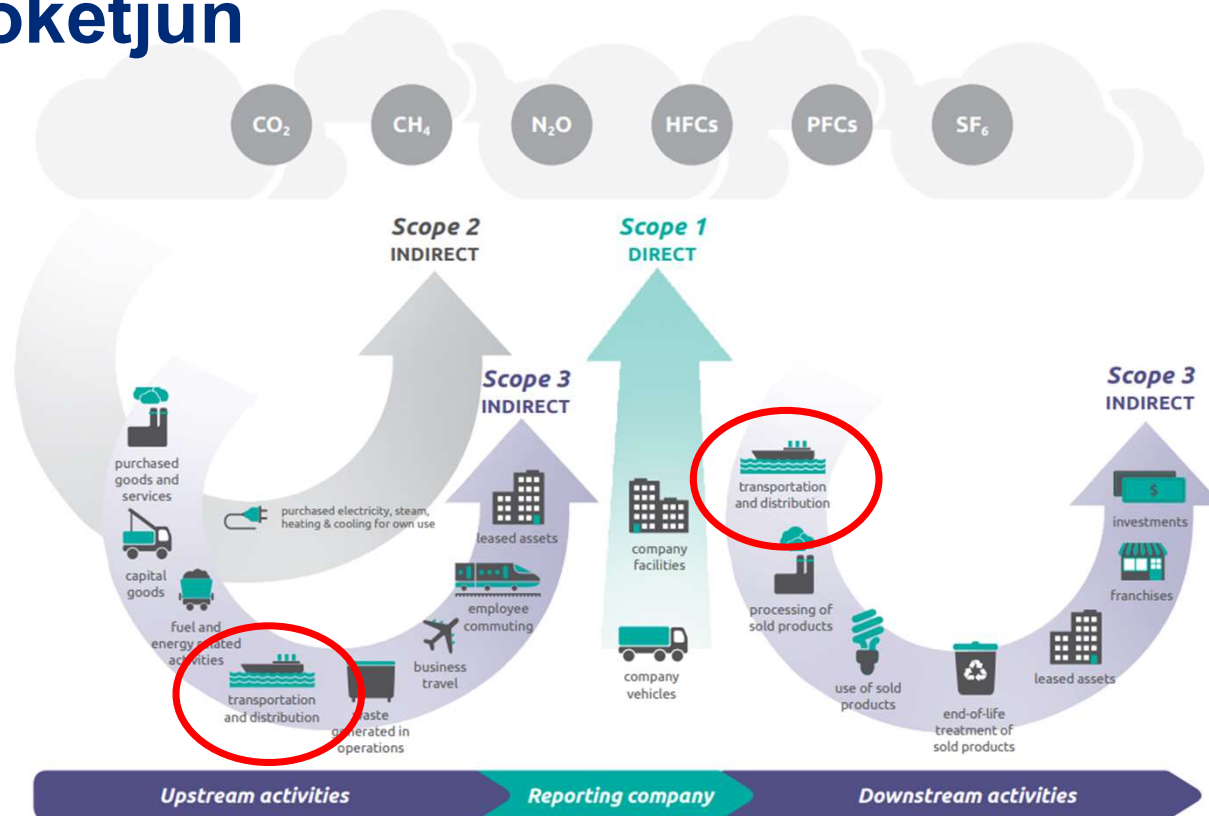 oketjun
CO₂
CH₄
N₂O
HFCs
PFCs
SF₆
Scope 2
INDIRECT
Scope 1
DIRECT
Scope 3
INDIRECT
Scope 3
INDIRECT
purchased
goods and
services
purchased electricity, steam,
heating & cooling for own use
capital
goods
fuel and
energy related
activities
transportation
and distribution
waste
generated in
operations
business
travel
employee
commuting
leased assets
company
facilities
company
vehicles
transportation
and distribution
processing of
sold products
use of sold
products
end-of-life
treatment of
sold products
leased assets
franchises
$
investments
Upstream activities
Reporting company
Downstream activities